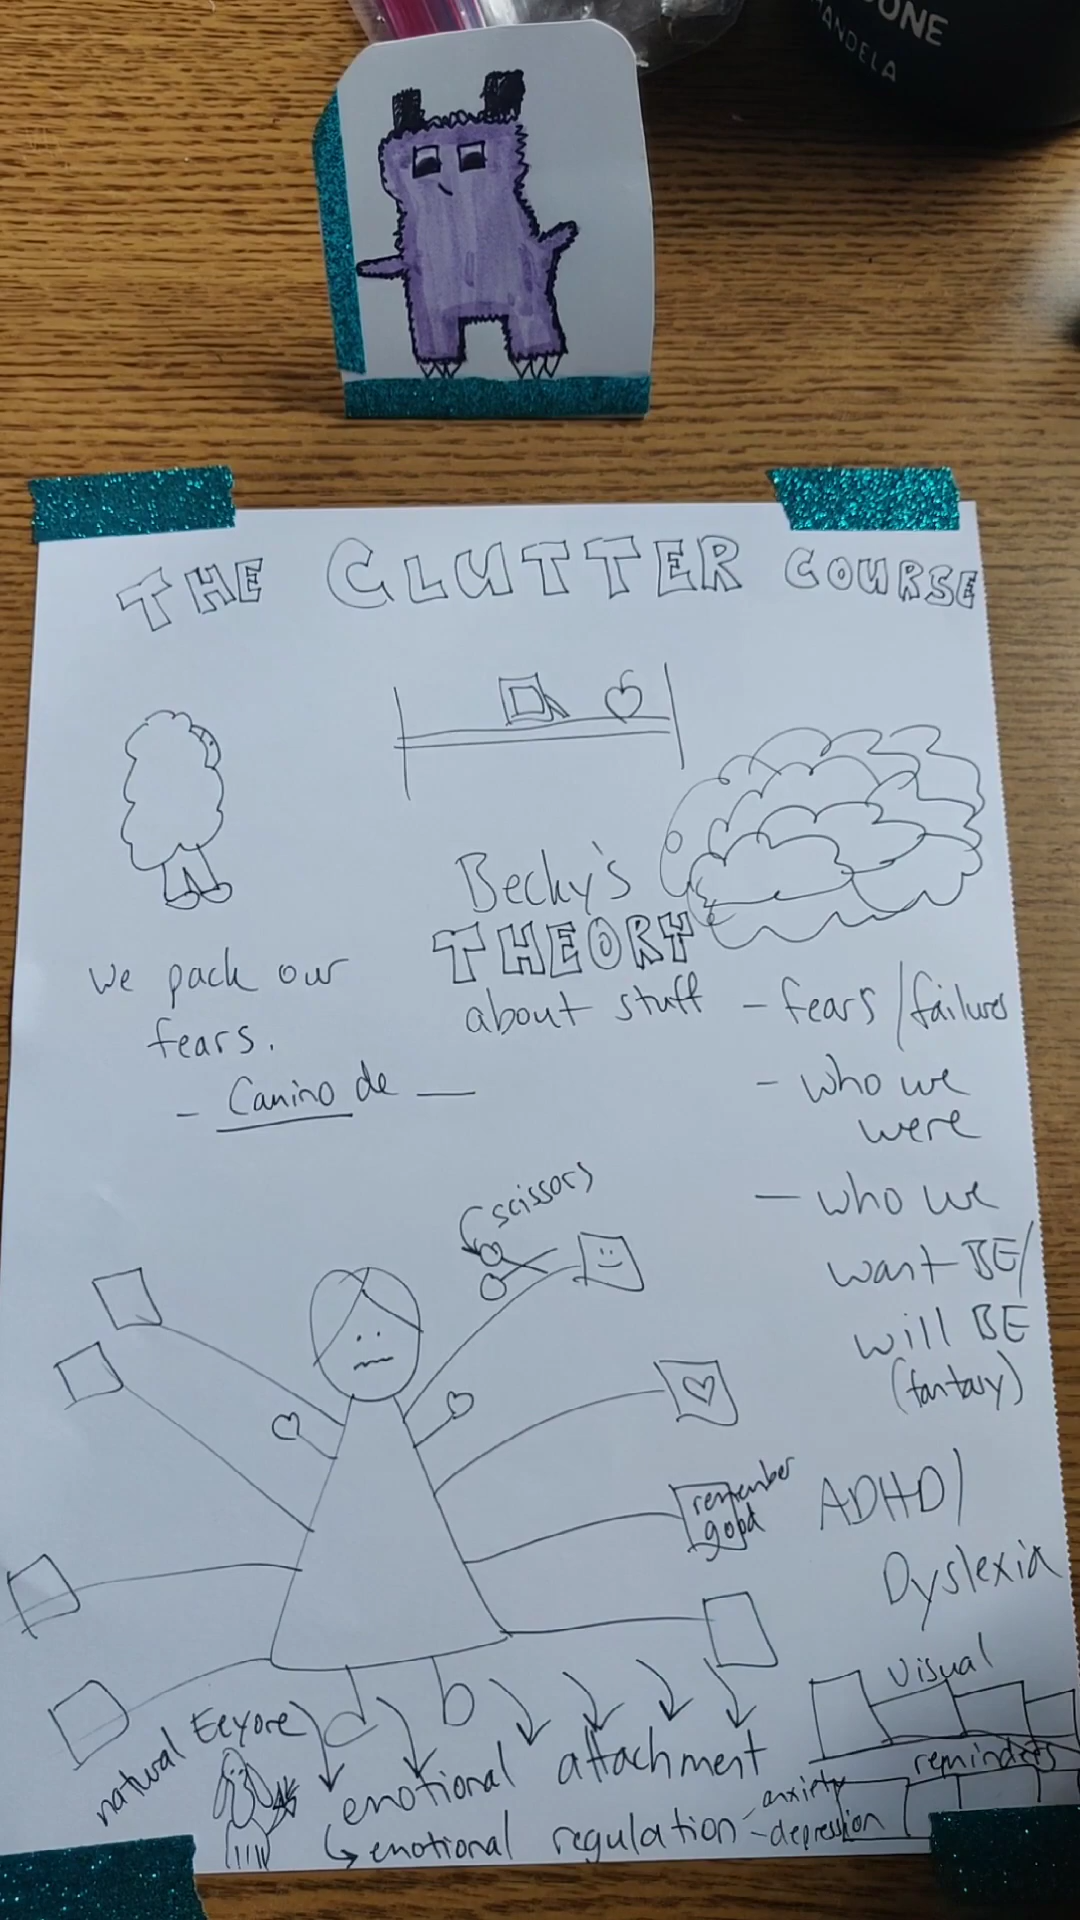 ONE
MANDELA
THE CLUTTER COURSE
Becky's
THEORY
about stuff
we pack our
fears.
- Camino de __
- fears/failures
- who we
were
- who we
want BE/
will BE
(fantasy)
scissors
remember
good
ADHD/
Dyslexia
visual
reminders
natural Eeyore
emotional attachment
emotional regulation
- anxiety
- depression